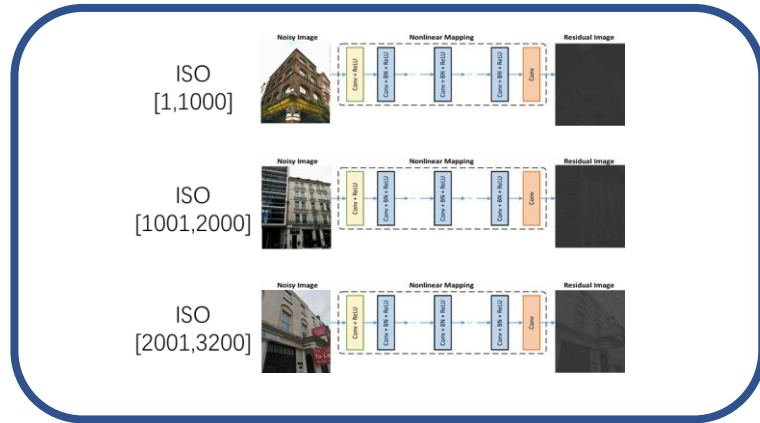 Noisy Image Nonlinear Mapping Residual Image
ISO
[1,1000]
Conv + ReLU
Conv + BN + ReLU
Conv + BN + ReLU
Conv + BN + ReLU
Conv
Noisy Image Nonlinear Mapping Residual Image
ISO
[1001,2000]
Conv + ReLU
Conv + BN + ReLU
Conv + BN + ReLU
Conv + BN + ReLU
Conv
Noisy Image Nonlinear Mapping Residual Image
ISO
[2001,3200]
To Le
Conv + ReLU
Conv + BN + ReLU
Conv + BN + ReLU
Conv + BN + ReLU
Conv